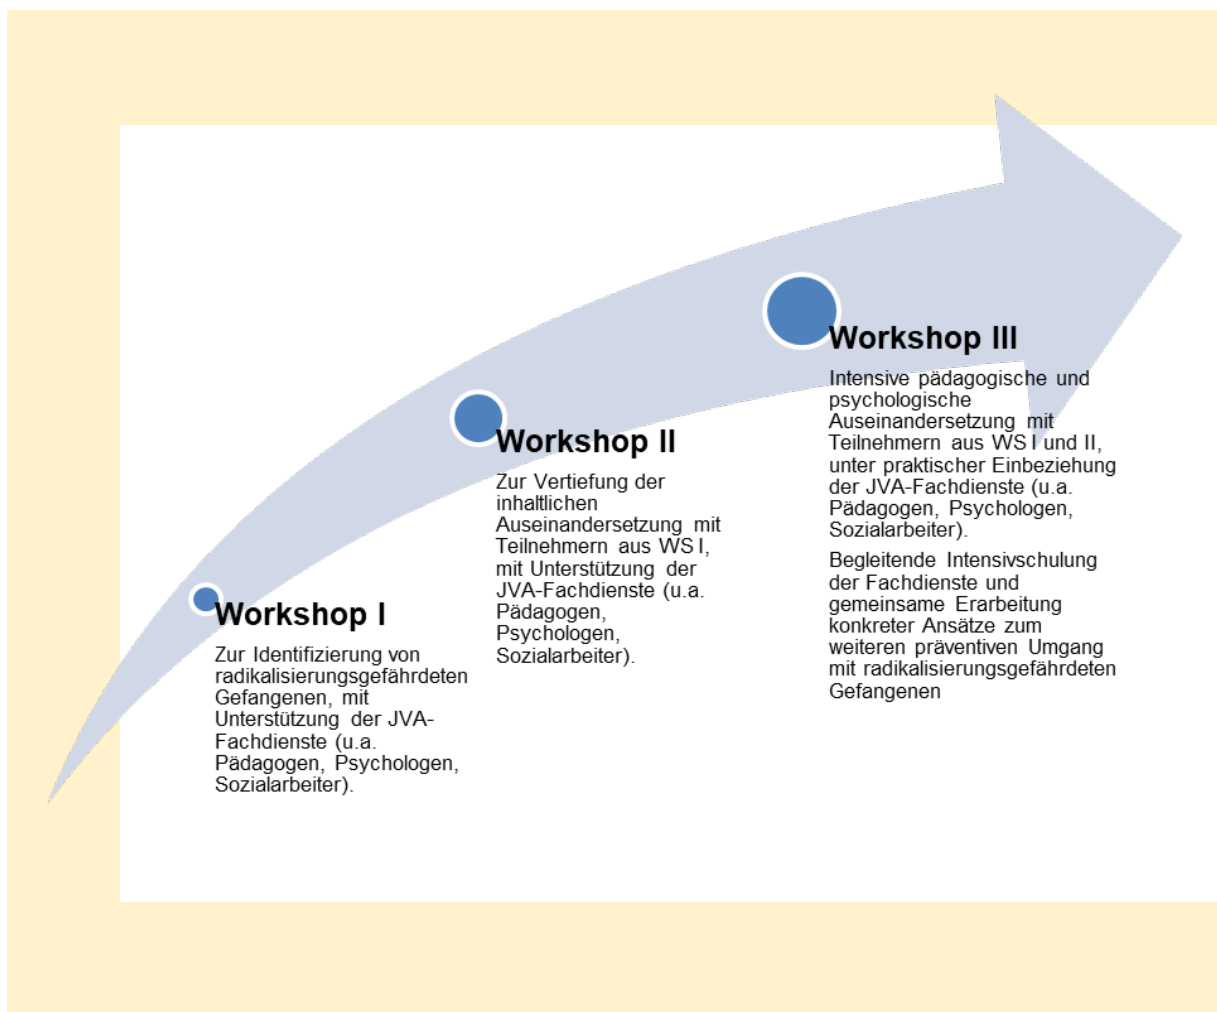 Workshop I
Zur Identifizierung von
radikalisierungsgefährdeten
Gefangenen, mit
Unterstützung der JVA-
Fachdienste (u.a.
Pädagogen, Psychologen,
Sozialarbeiter).
Workshop II
Zur Vertiefung der
inhaltlichen
Auseinandersetzung mit
Teilnehmern aus WS I,
mit Unterstützung der
JVA-Fachdienste (u.a.
Pädagogen,
Psychologen,
Sozialarbeiter).
Workshop III
Intensive pädagogische und
psychologische
Auseinandersetzung mit
Teilnehmern aus WS I und II,
unter praktischer Einbeziehung
der JVA-Fachdienste (u.a.
Pädagogen, Psychologen,
Sozialarbeiter).
Begleitende Intensivschulung
der Fachdienste und
gemeinsame Erarbeitung
konkreter Ansätze zum
weiteren präventiven Umgang
mit radikalisierungsgefährdeten
Gefangenen